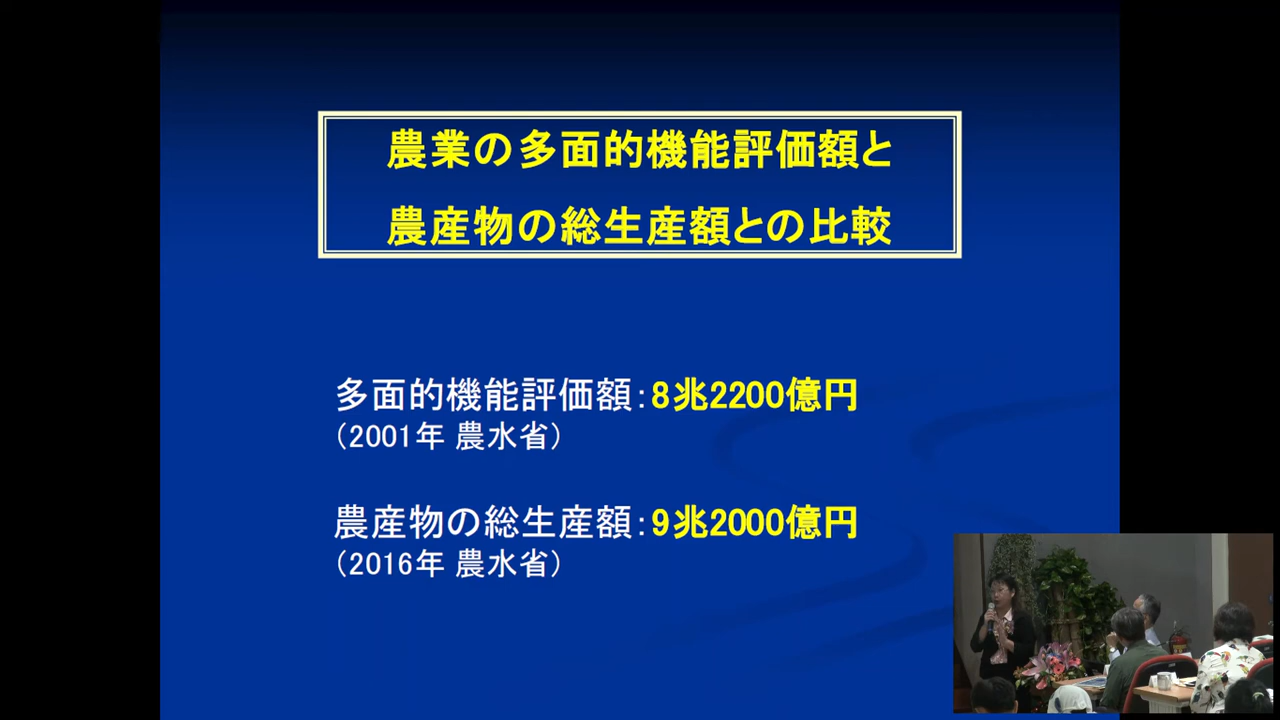 農業の多面的機能評価額と
農産物の総生産額との比較
多面的機能評価額：8兆2200億円
（2001年 農水省）
農産物の総生産額：9兆2000億円
（2016年 農水省）